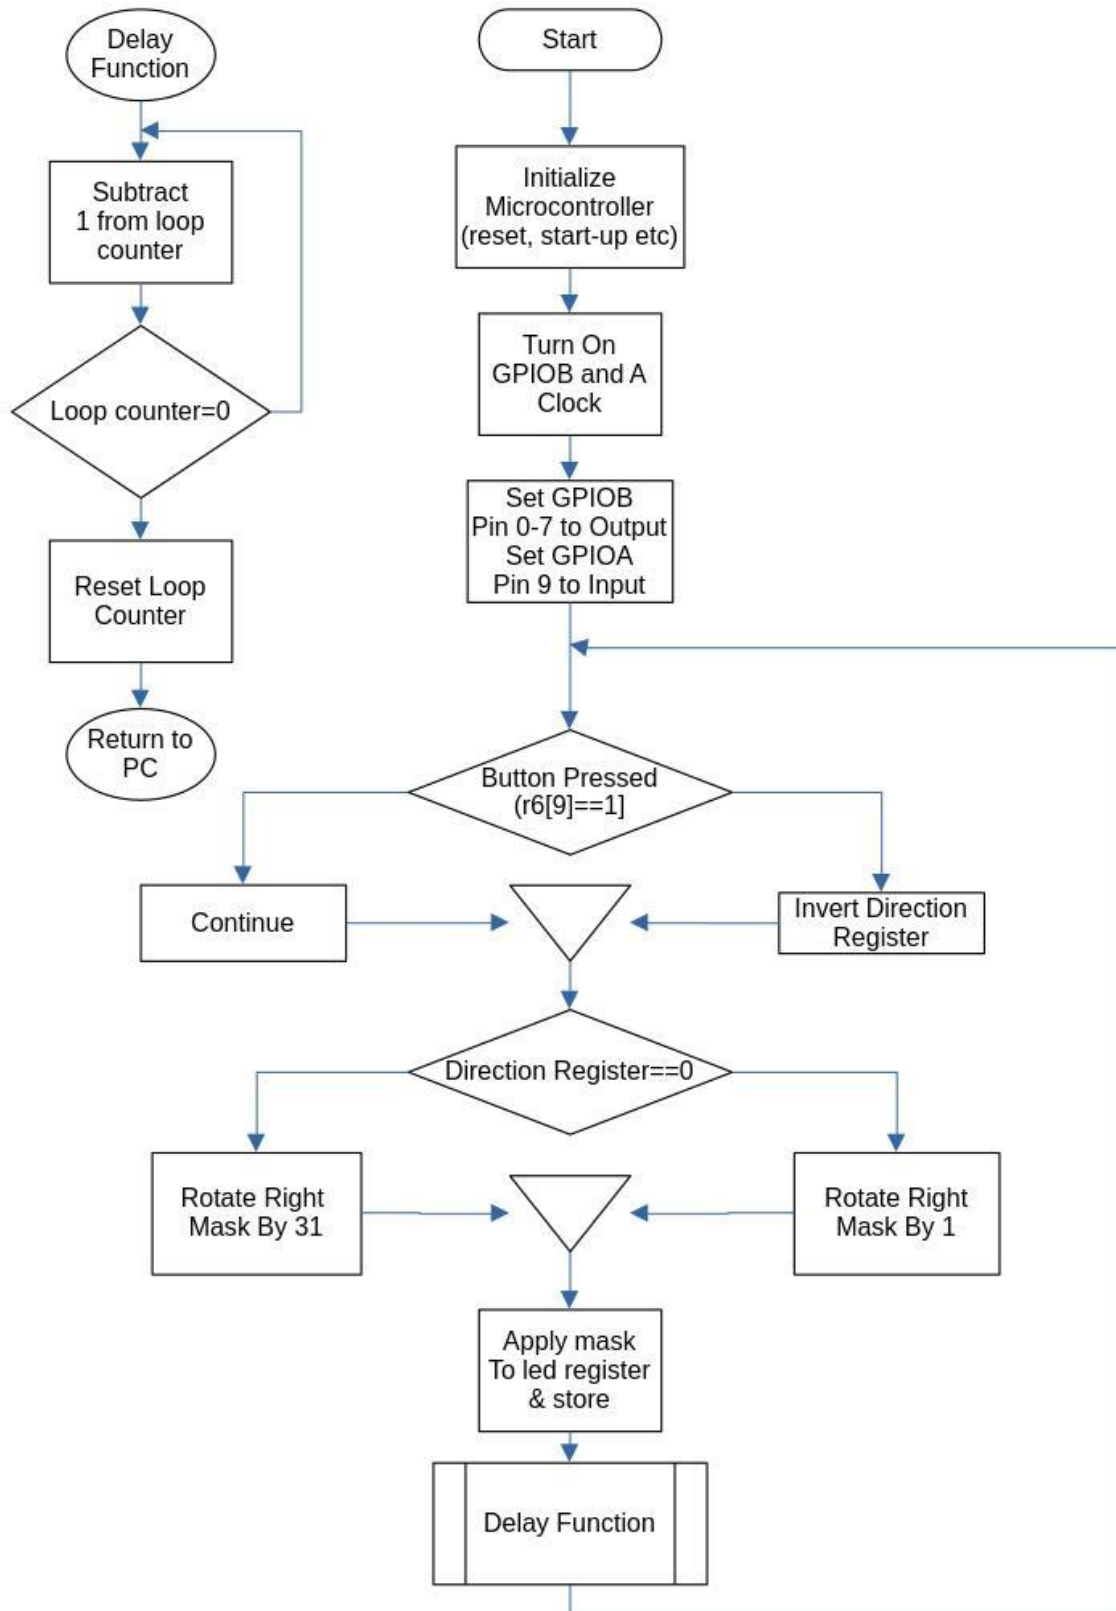 Delay
Function
Subtract
1 from loop
counter
Loop counter=0
Reset Loop
Counter
Return to
PC
Start
Initialize
Microcontroller
(reset, start-up etc)
Turn On
GPIOB and A
Clock
Set GPIOB
Pin 0-7 to Output
Set GPIOA
Pin 9 to Input
Button Pressed
(r6[9]==1]
Continue
Invert Direction
Register
Direction Register==0
Rotate Right
Mask By 31
Rotate Right
Mask By 1
Apply mask
To led register
& store
Delay Function